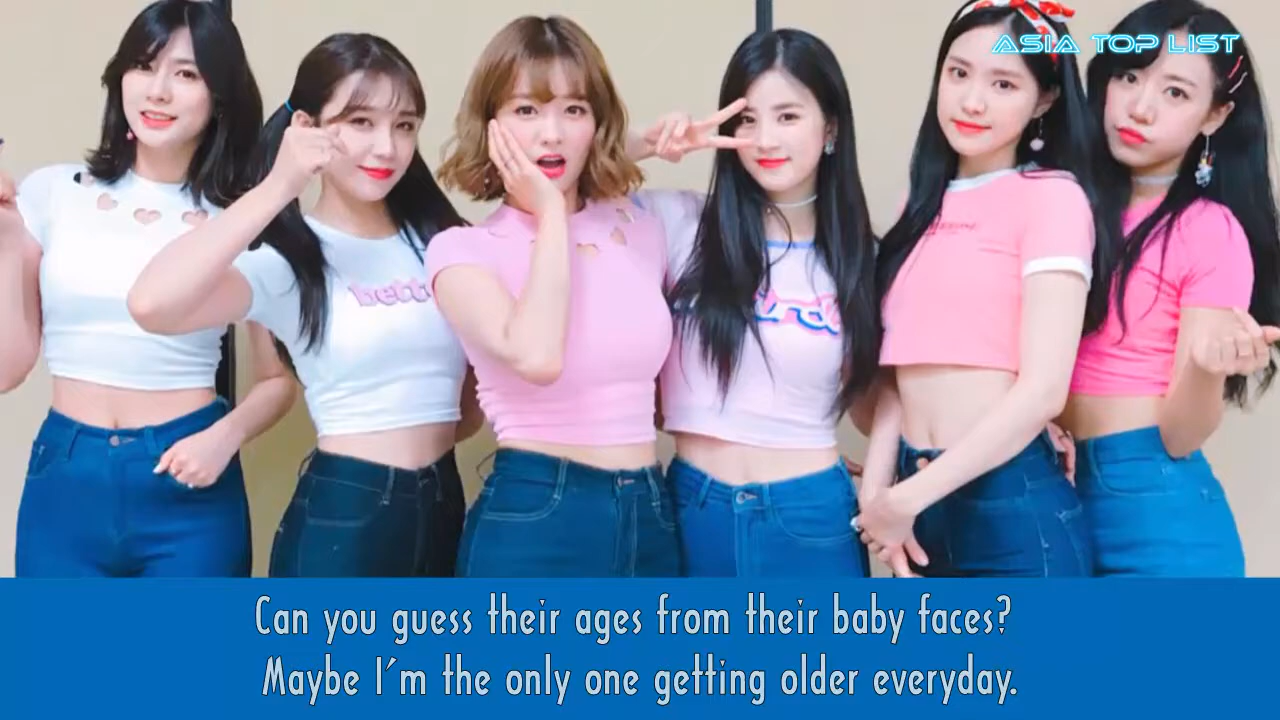 ASIA TOP LIST
Can you guess their ages from their baby faces?
Maybe I´m the only one getting older everyday.